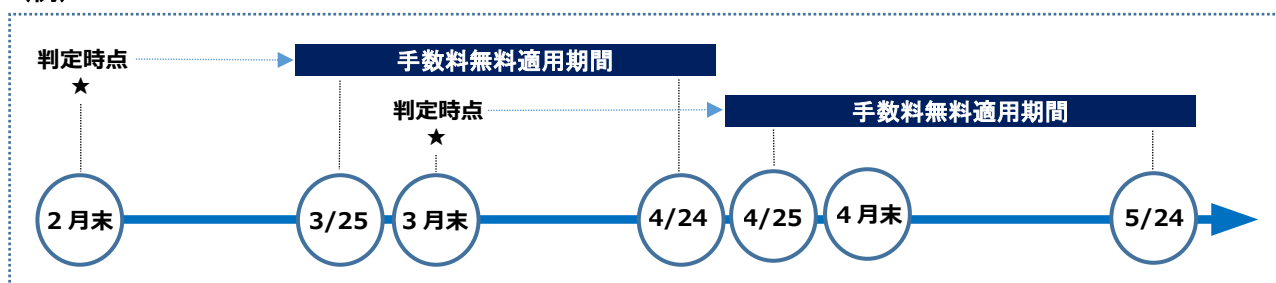 判定時点
★
手数料無料適用期間
判定時点
★
手数料無料適用期間
2月末
3/25
3月末
4/24
4/25
4月末
5/24